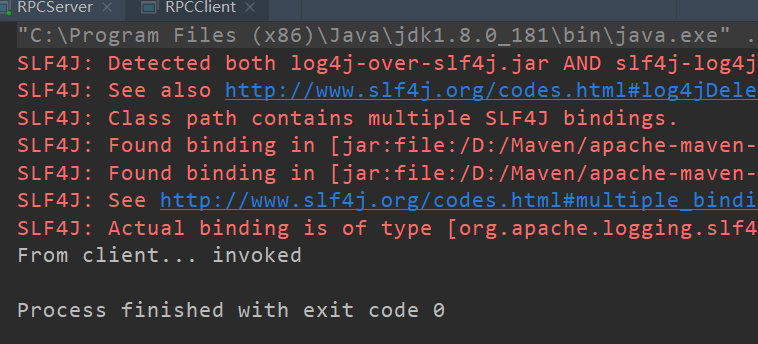 RPCServer × RPCClient ×
"C:\Program Files (x86)\Java\jdk1.8.0_181\bin\java.exe" .
SLF4J: Detected both log4j-over-slf4j.jar AND slf4j-log4j
SLF4J: See also http://www.slf4j.org/codes.html#log4jDele
SLF4J: Class path contains multiple SLF4J bindings.
SLF4J: Found binding in [jar:file:/D:/Maven/apache-maven-
SLF4J: Found binding in [jar:file:/D:/Maven/apache-maven-
SLF4J: See http://www.slf4j.org/codes.html#multiple_bindi
SLF4J: Actual binding is of type [org.apache.logging.slf4
From client... invoked
Process finished with exit code 0